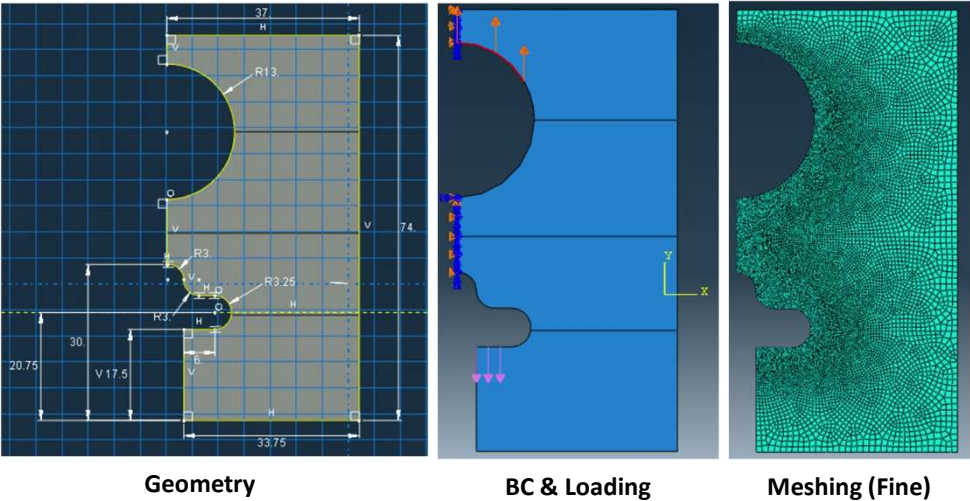 37.
H
V
R13
Q
V
V
74.
H
R3.
V
H
Q
R3.25
H
R3.
Q
H
30.
6.
20.75
V 17.5
V
H
33.75
Y
X
Geometry
BC & Loading
Meshing (Fine)